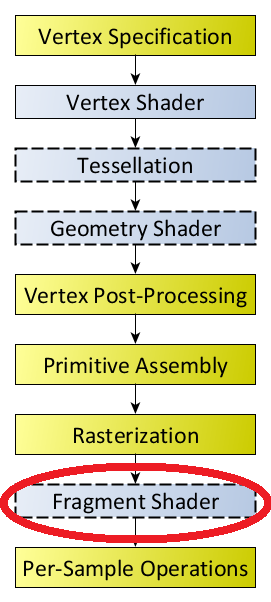 Vertex Specification
Vertex Shader
Tessellation
Geometry Shader
Vertex Post-Processing
Primitive Assembly
Rasterization
Fragment Shader
Per-Sample Operations